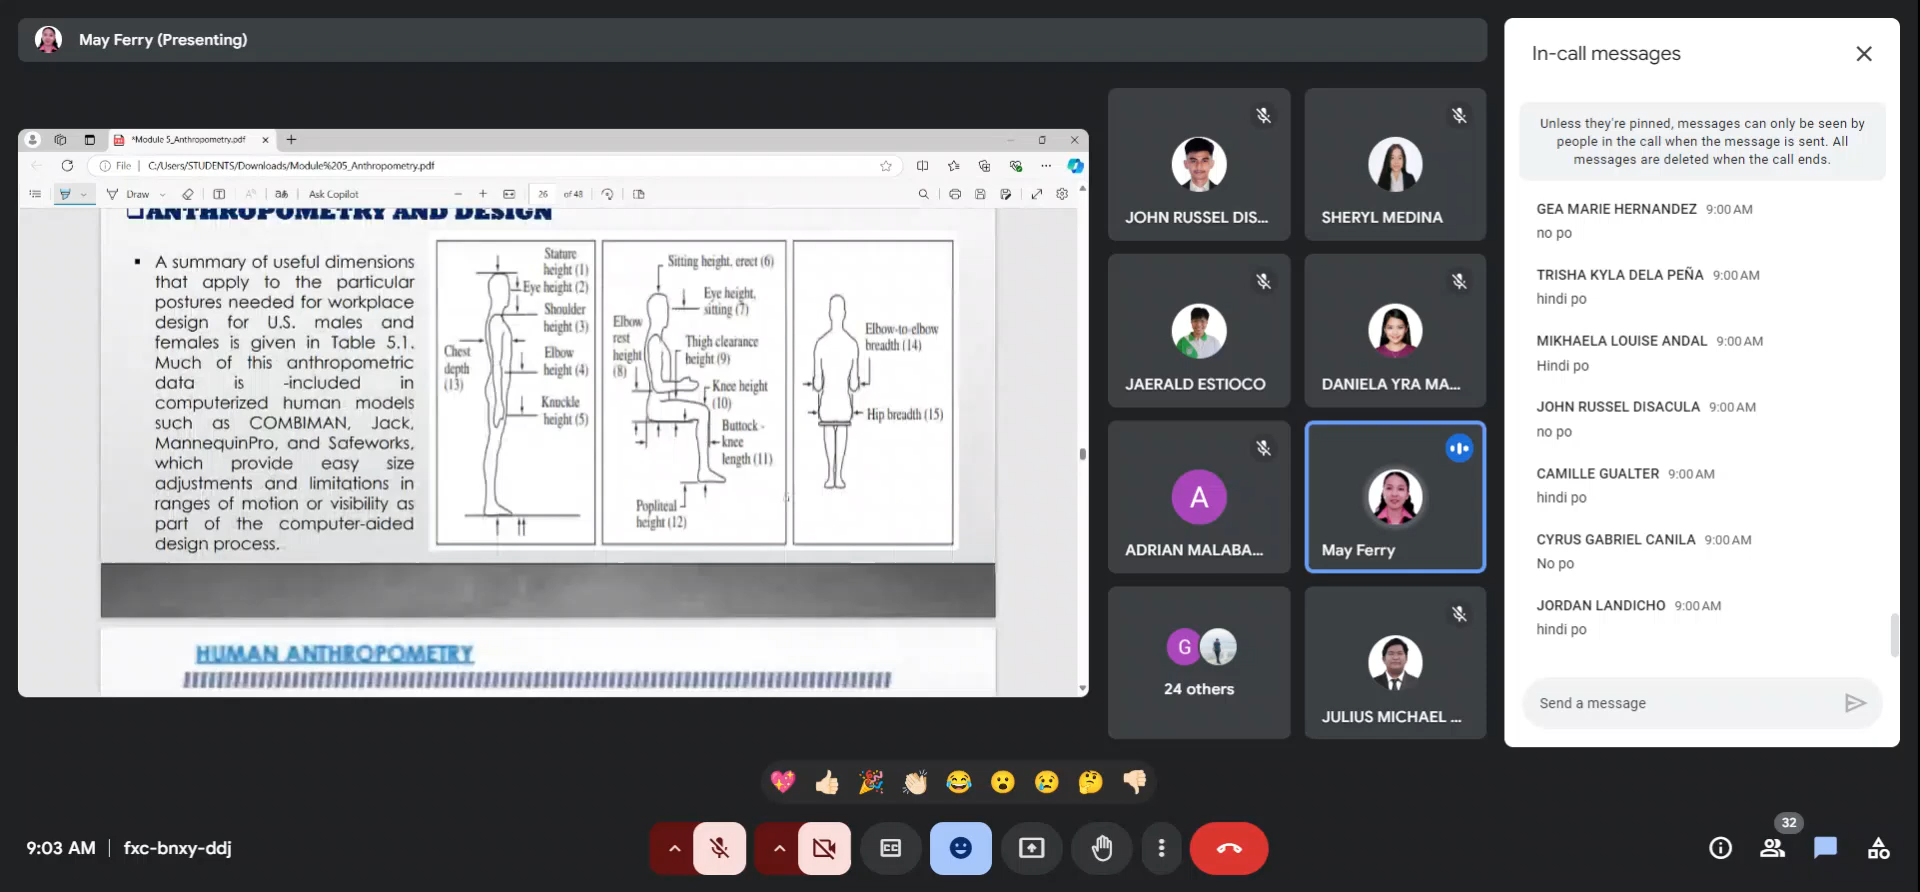 May Ferry (Presenting)
*Module 5_Anthropometry.pdf
File
C:/Users/STUDENTS/Downloads/Module%205_Anthropometry.pdf
Draw
aあ
Ask Copilot
26
of 48
❑ANTHROPOMETRY AND DESIGN
▪ A summary of useful dimensions
that apply to the particular
postures needed for workplace
design for U.S. males and
females is given in Table 5.1.
Much of this anthropometric
data is -included in
computerized human models
such as COMBIMAN, Jack,
MannequinPro, and Safeworks,
which provide easy size
adjustments and limitations in
ranges of motion or visibility as
part of the computer-aided
design process.
Stature
height (1)
Eye height (2)
Shoulder
height (3)
Chest
depth
(13)
Elbow
height (4)
Knuckle
height (5)
Sitting height, erect (6)
Eye height,
sitting (7)
Elbow
rest
height
(8)
Thigh clearance
height (9)
Knee height
(10)
Buttock -
knee
length (11)
Popliteal
height (12)
Elbow-to-elbow
breadth (14)
Hip breadth (15)
HUMAN ANTHROPOMETRY
JOHN RUSSEL DIS...
SHERYL MEDINA
JAERALD ESTIOCO
DANIELA YRA MA...
A
ADRIAN MALABA...
May Ferry
G
24 others
JULIUS MICHAEL ...
In-call messages
Unless they're pinned, messages can only be seen by
people in the call when the message is sent. All
messages are deleted when the call ends.
GEA MARIE HERNANDEZ 9:00 AM
no po
TRISHA KYLA DELA PEÑA 9:00 AM
hindi po
MIKHAELA LOUISE ANDAL 9:00 AM
Hindi po
JOHN RUSSEL DISACULA 9:00 AM
no po
CAMILLE GUALTER 9:00 AM
hindi po
CYRUS GABRIEL CANILA 9:00 AM
No po
JORDAN LANDICHO 9:00 AM
hindi po
Send a message
9:03 AM | fxc-bnxy-ddj
CC
32